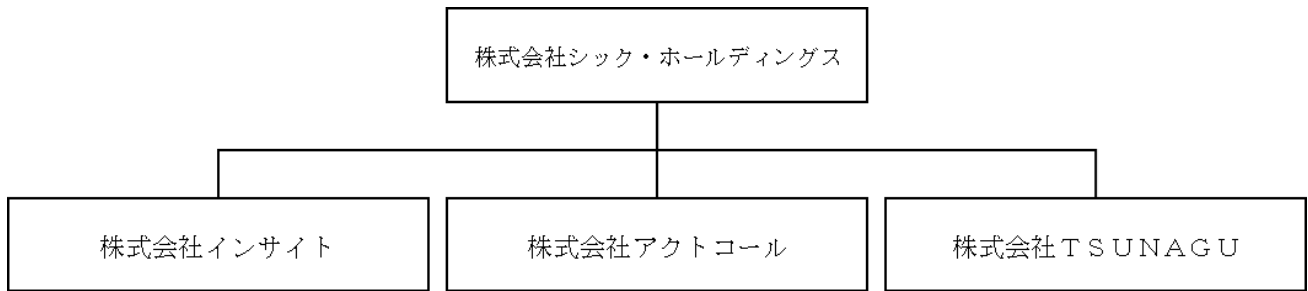 株式会社シック・ホールディングス
株式会社インサイト
株式会社アクトコール
株式会社ＴＳＵＮＡＧＵ